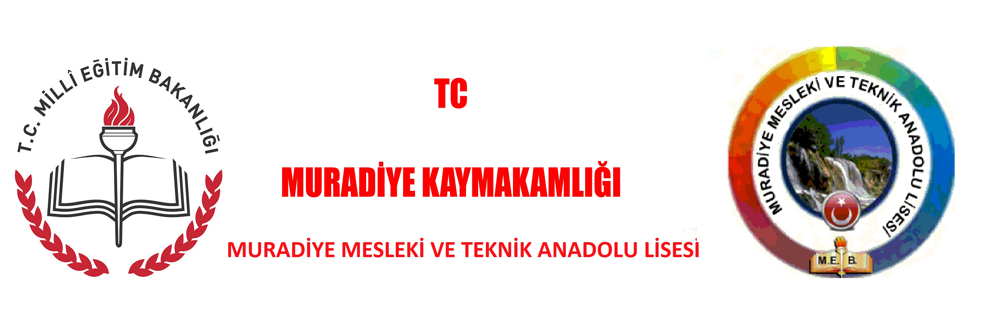 T.C. MİLLÎ EĞİTİM BAKANLIĞI
TC
MURADİYE KAYMAKAMLIĞI
MURADİYE MESLEKİ VE TEKNİK ANADOLU LİSESİ
MURADİYE MESLEKİ VE TEKNİK ANADOLU LİSESİ
M.E. B.